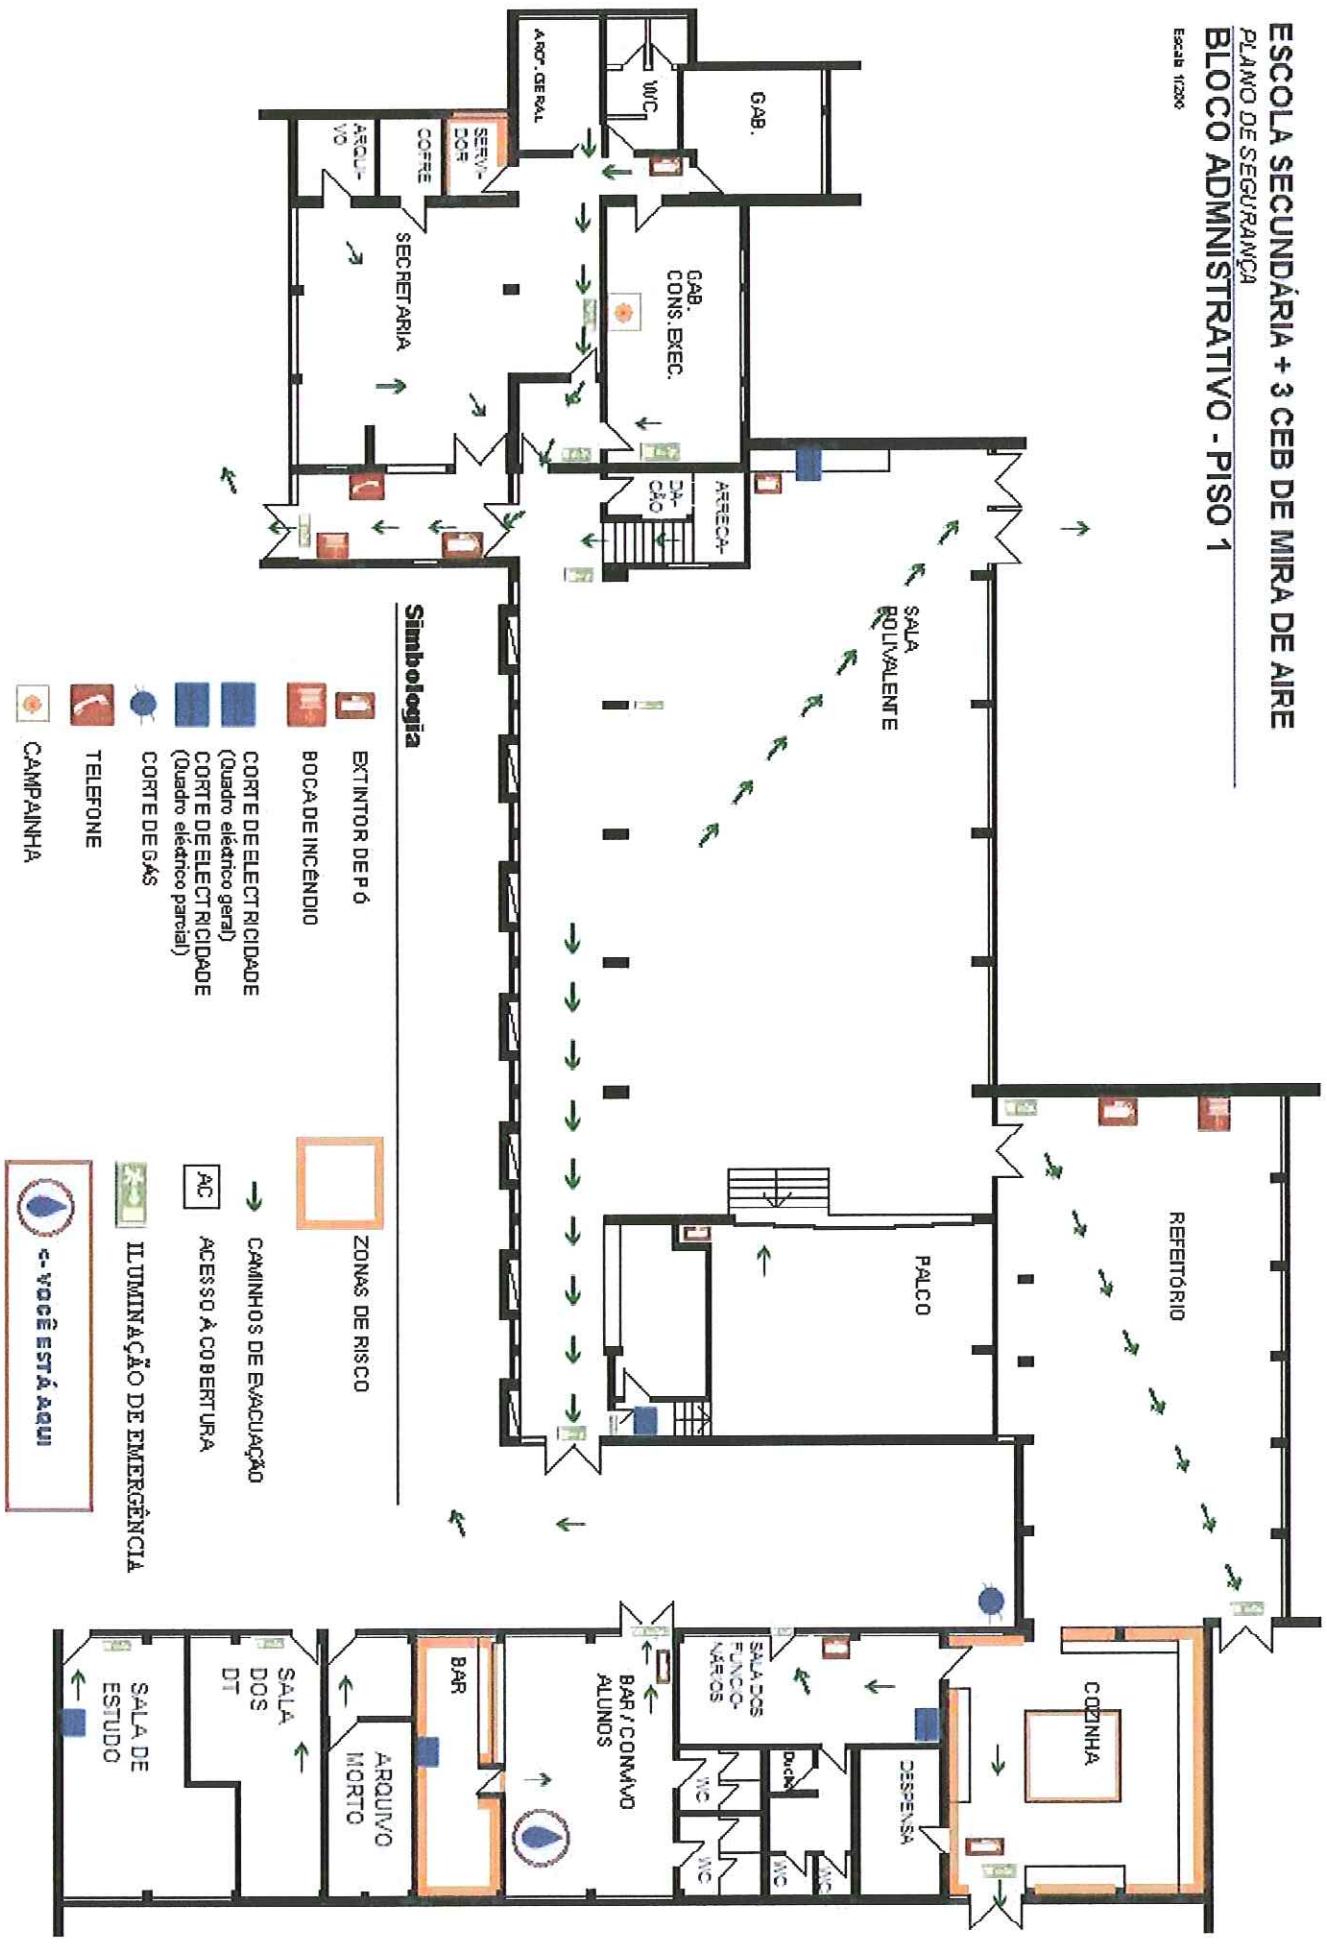 ESCOLA SECUNDÁRIA + 3 CEB DE MIRA DE AIRE
PLANO DE SEGURANÇA
BLOCO ADMNISTRATIVO - PISO 1
Escala 1/200
GAB.
WC
ARQº. GERAL
SERVI-
DOR
COFRE
ARQUI-
VO
SECRETARIA
GAB.
CONS. EXEC.
ARRECA-
DA-
ÇÃO
SALA
POLIVALENTE
PALCO
REFEITÓRIO
COZINHA
DESPENSA
SALA DOS
FUNCIO-
NÁRIOS
Duche
WC
WC
WC
WC
BAR / CONVIVO
ALUNOS
BAR
ARQUIVO
MORTO
SALA
DOS
DT
SALA DE
ESTUDO
Simbologia
EXTINTOR DE PÓ
BOCA DE INCÊNDIO
CORTE DE ELECTRICIDADE
(Quadro eléctrico geral)
CORTE DE ELECTRICIDADE
(Quadro eléctrico parcial)
CORTE DE GÁS
TELEFONE
CAMPAINHA
ZONAS DE RISCO
CAMINHOS DE EVACUAÇÃO
AC ACESSO À COBERTURA
ILUMINAÇÃO DE EMERGÊNCIA
<- VOCÊ ESTÁ AQUI